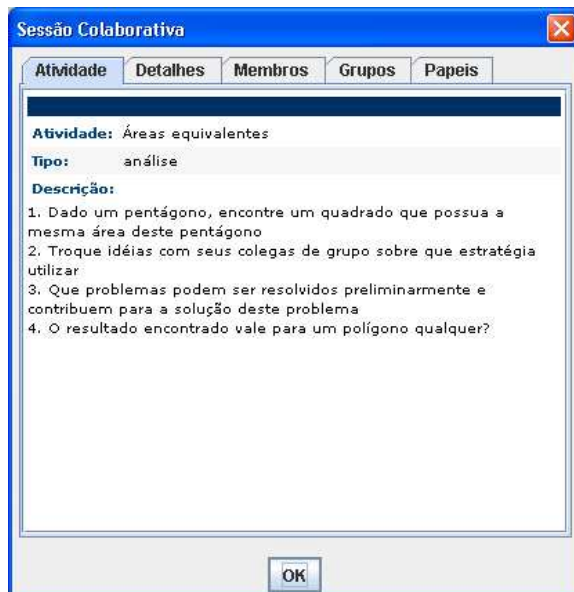 Sessão Colaborativa
Atividade Detalhes Membros Grupos Papeis
Atividade: Áreas equivalentes
Tipo: análise
Descrição:
1. Dado um pentágono, encontre um quadrado que possua a
mesma área deste pentágono
2. Troque idéias com seus colegas de grupo sobre que estratégia
utilizar
3. Que problemas podem ser resolvidos preliminarmente e
contribuem para a solução deste problema
4. O resultado encontrado vale para um polígono qualquer?
OK